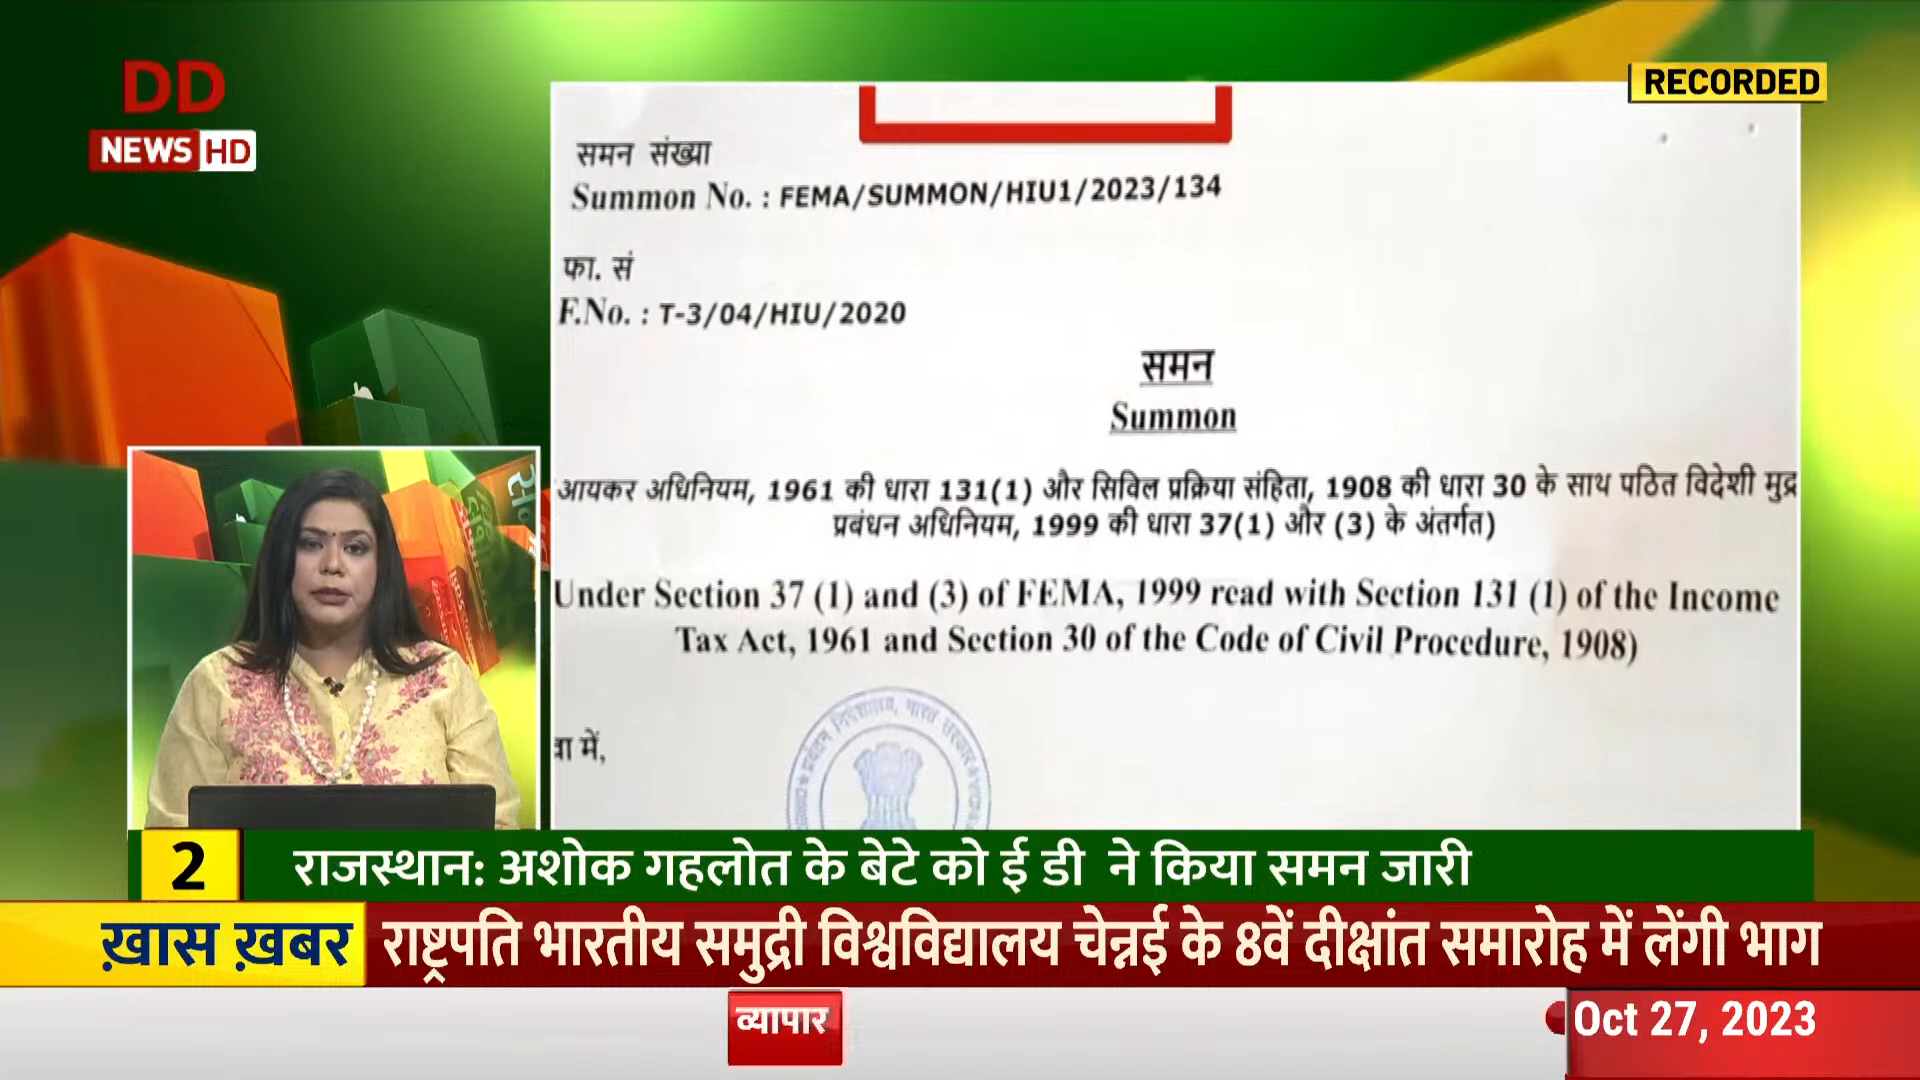 DD
NEWS HD
RECORDED
समन संख्या
Summon No. : FEMA/SUMMON/HIU1/2023/134
फा. सं
F.No. : T-3/04/HIU/2020
समन
Summon
आयकर अधिनियम, 1961 की धारा 131(1) और सिविल प्रक्रिया संहिता, 1908 की धारा 30 के साथ पठित विदेशी मुद्र
प्रबंधन अधिनियम, 1999 की धारा 37(1) और (3) के अंतर्गत)
Under Section 37 (1) and (3) of FEMA, 1999 read with Section 131 (1) of the Income
Tax Act, 1961 and Section 30 of the Code of Civil Procedure, 1908)
वा में,
भारत सरकार
2 राजस्थान: अशोक गहलोत के बेटे को ई डी ने किया समन जारी
ख़ास ख़बर राष्ट्रपति भारतीय समुद्री विश्वविद्यालय चेन्नई के 8वें दीक्षांत समारोह में लेंगी भाग
व्यापार
Oct 27, 2023